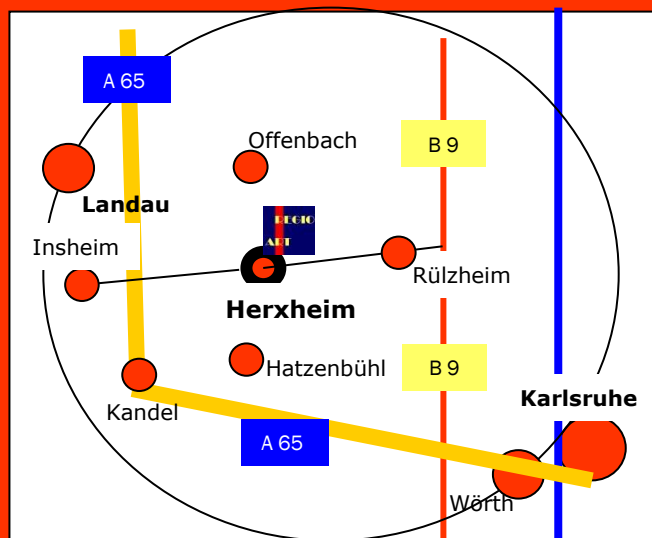 A 65
Offenbach
B 9
Landau
REGIO
ART
Insheim
Rülzheim
Herxheim
Hatzenbühl
B 9
Kandel
Karlsruhe
A 65
Wörth